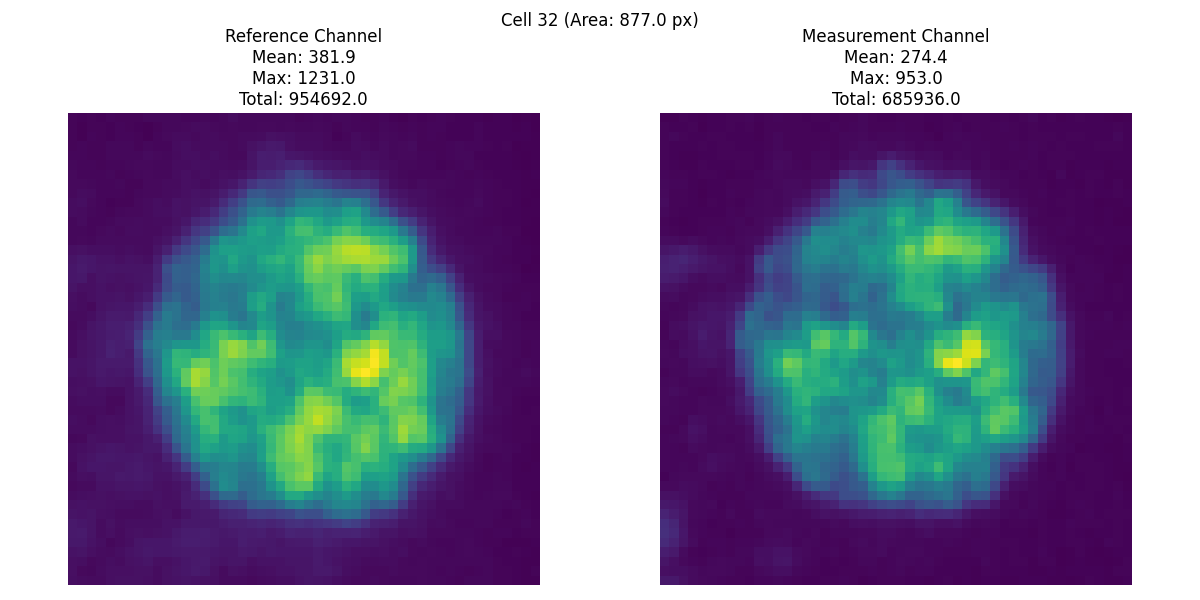 Cell 32 (Area: 877.0 px)
Reference Channel
Mean: 381.9
Max: 1231.0
Total: 954692.0
Measurement Channel
Mean: 274.4
Max: 953.0
Total: 685936.0